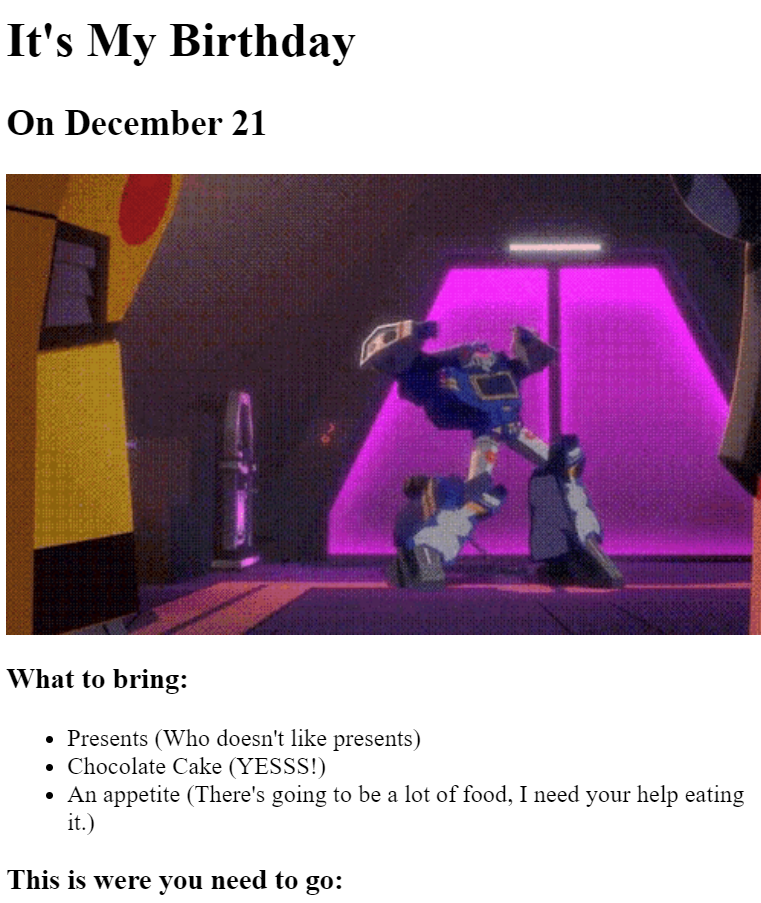 It's My Birthday
On December 21
What to bring:
Presents (Who doesn't like presents)
Chocolate Cake (YESSS!)
An appetite (There's going to be a lot of food, I need your help eating
it.)
This is were you need to go: